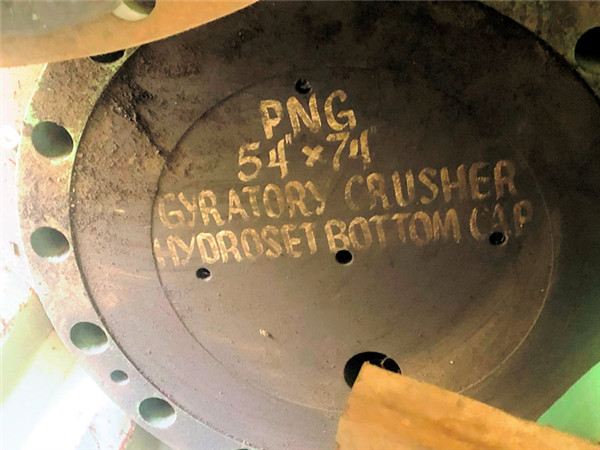 PNG
54" × 74"
GYRATORY CRUSHER
HYDROSET BOTTOM CAP